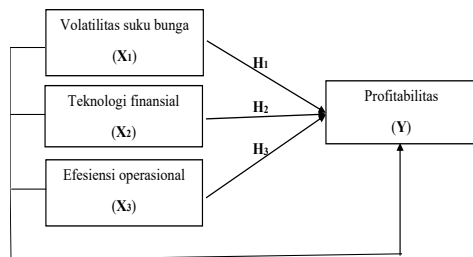 Volatilitas suku bunga
(X1)
H1
Teknologi finansial
(X2)
H2
Profitabilitas
(Y)
Efesiensi operasional
(X3)
H3